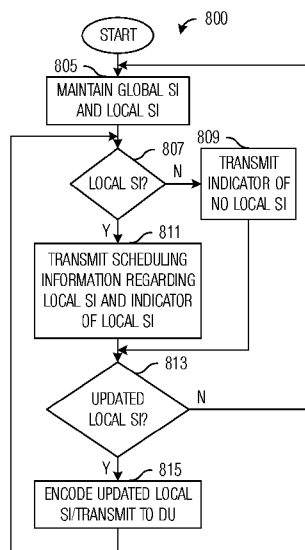 800
START
805
MAINTAIN GLOBAL SI
AND LOCAL SI
807
LOCAL SI?
N
809
TRANSMIT
INDICATOR OF
NO LOCAL SI
Y
811
TRANSMIT SCHEDULING
INFORMATION REGARDING
LOCAL SI AND INDICATOR
OF LOCAL SI
813
UPDATED
LOCAL SI?
N
Y
815
ENCODE UPDATED LOCAL
SI/TRANSMIT TO DU